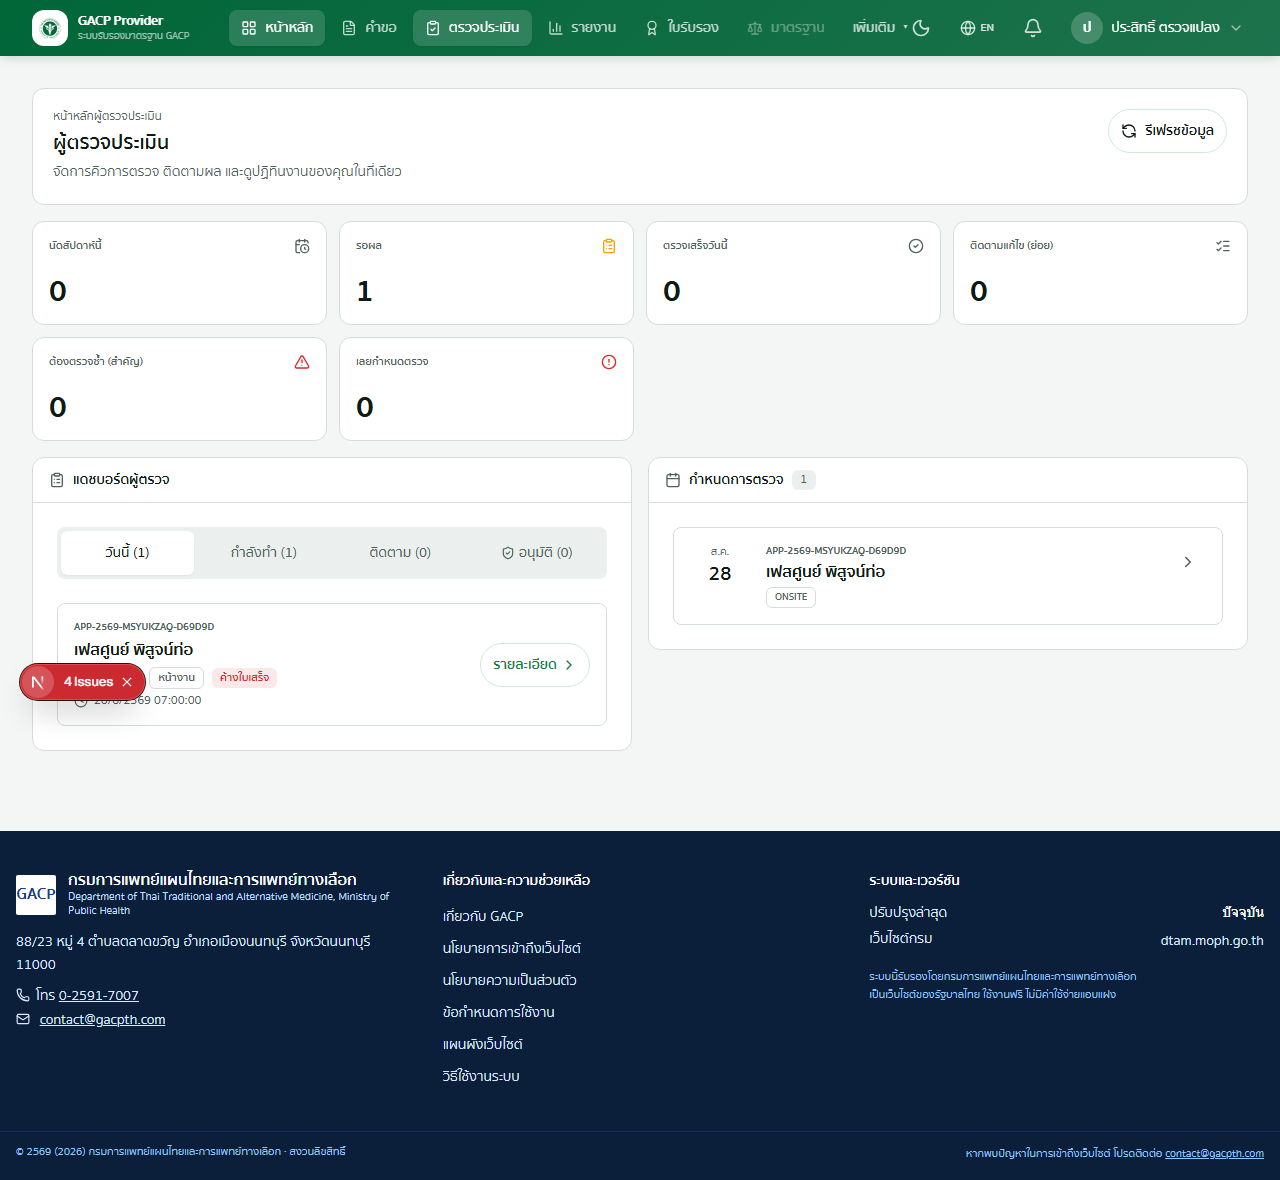 GACP Provider
ระบบรับรองมาตรฐาน GACP
หน้าหลัก
คำขอ
ตรวจประเมิน
รายงาน
ใบรับรอง
มาตรฐาน
เพิ่มเติม
EN
ป
ประสิทธิ์ ตรวจแปลง
หน้าหลักผู้ตรวจประเมิน
ผู้ตรวจประเมิน
จัดการคิวการตรวจ ติดตามผล และดูปฏิทินงานของคุณในที่เดียว
รีเฟรชข้อมูล
นัดสัปดาห์นี้
0
รอผล
1
ตรวจเสร็จวันนี้
0
ติดตามแก้ไข (ย่อย)
0
ต้องตรวจซ้ำ (สำคัญ)
0
เลยกำหนดตรวจ
0
แดชบอร์ดผู้ตรวจ
วันนี้ (1)
กำลังทำ (1)
ติดตาม (0)
อนุมัติ (0)
APP-2569-MSYUKZAQ-D69D9D
เฟสศูนย์ พิสูจน์ท่อ
หน้างาน
ค้างใบเสร็จ
2569 07:00:00
รายละเอียด
N
4 Issues
กำหนดการตรวจ
1
ส.ค.
28
APP-2569-MSYUKZAQ-D69D9D
เฟสศูนย์ พิสูจน์ท่อ
ONSITE
GACP
กรมการแพทย์แผนไทยและการแพทย์ทางเลือก
Department of Thai Traditional and Alternative Medicine, Ministry of
Public Health
88/23 หมู่ 4 ตำบลตลาดขวัญ อำเภอเมืองนนทบุรี จังหวัดนนทบุรี
11000
โทร 0-2591-7007
contact@gacpth.com
เกี่ยวกับและความช่วยเหลือ
เกี่ยวกับ GACP
นโยบายการเข้าถึงเว็บไซต์
นโยบายความเป็นส่วนตัว
ข้อกำหนดการใช้งาน
แผนผังเว็บไซต์
วิธีใช้งานระบบ
ระบบและเวอร์ชัน
ปรับปรุงล่าสุด
ปัจจุบัน
เว็บไซต์กรม
dtam.moph.go.th
ระบบนี้รับรองโดยกรมการแพทย์แผนไทยและการแพทย์ทางเลือก
เป็นเว็บไซต์ของรัฐบาลไทย ใช้งานฟรี ไม่มีค่าใช้จ่ายแอบแฝง
© 2569 (2026) กรมการแพทย์แผนไทยและการแพทย์ทางเลือก · สงวนลิขสิทธิ์
หากพบปัญหาในการเข้าถึงเว็บไซต์ โปรดติดต่อ contact@gacpth.com